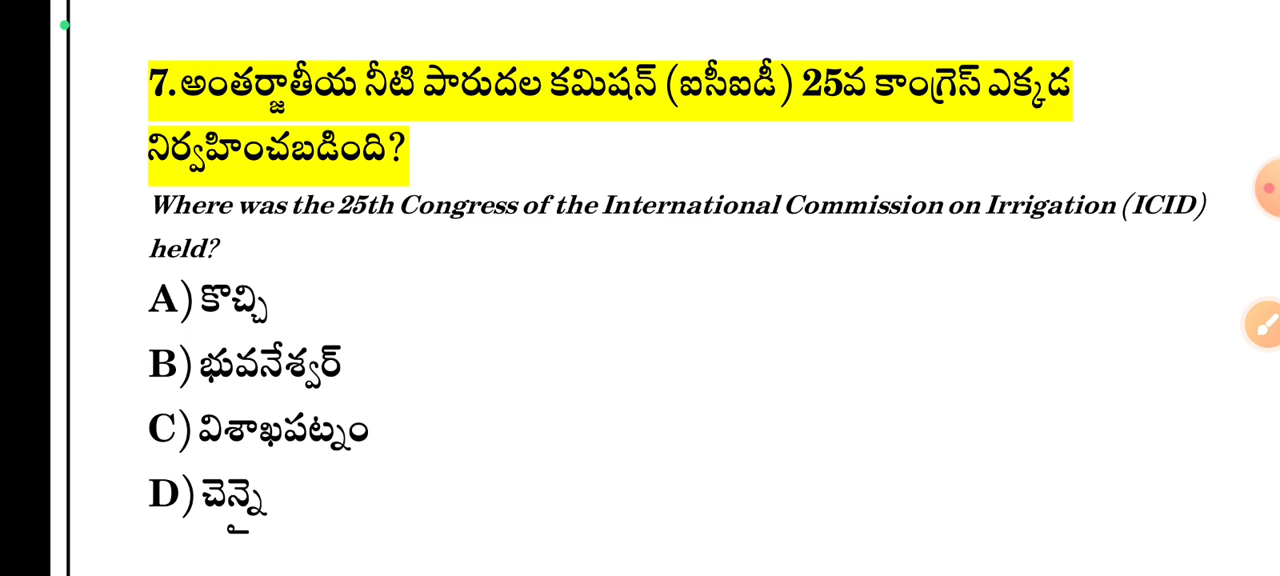 7.అంతర్జాతీయ నీటి పారుదల కమిషన్ (ఐసీఐడీ) 25వ కాంగ్రెస్ ఎక్కడ
నిర్వహించబడింది?
Where was the 25th Congress of the International Commission on Irrigation (ICID)
held?
A) కొచ్చి
B) భువనేశ్వర్
C) విశాఖపట్నం
D) చెన్నై